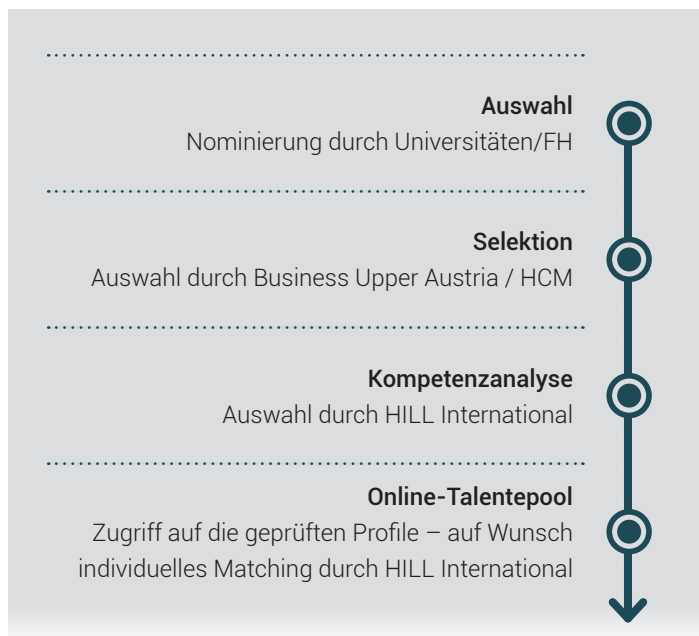 Auswahl
Nominierung durch Universitäten/FH
Selektion
Auswahl durch Business Upper Austria / HCM
Kompetenzanalyse
Auswahl durch HILL International
Online-Talentepool
Zugriff auf die geprüften Profile – auf Wunsch
individuelles Matching durch HILL International